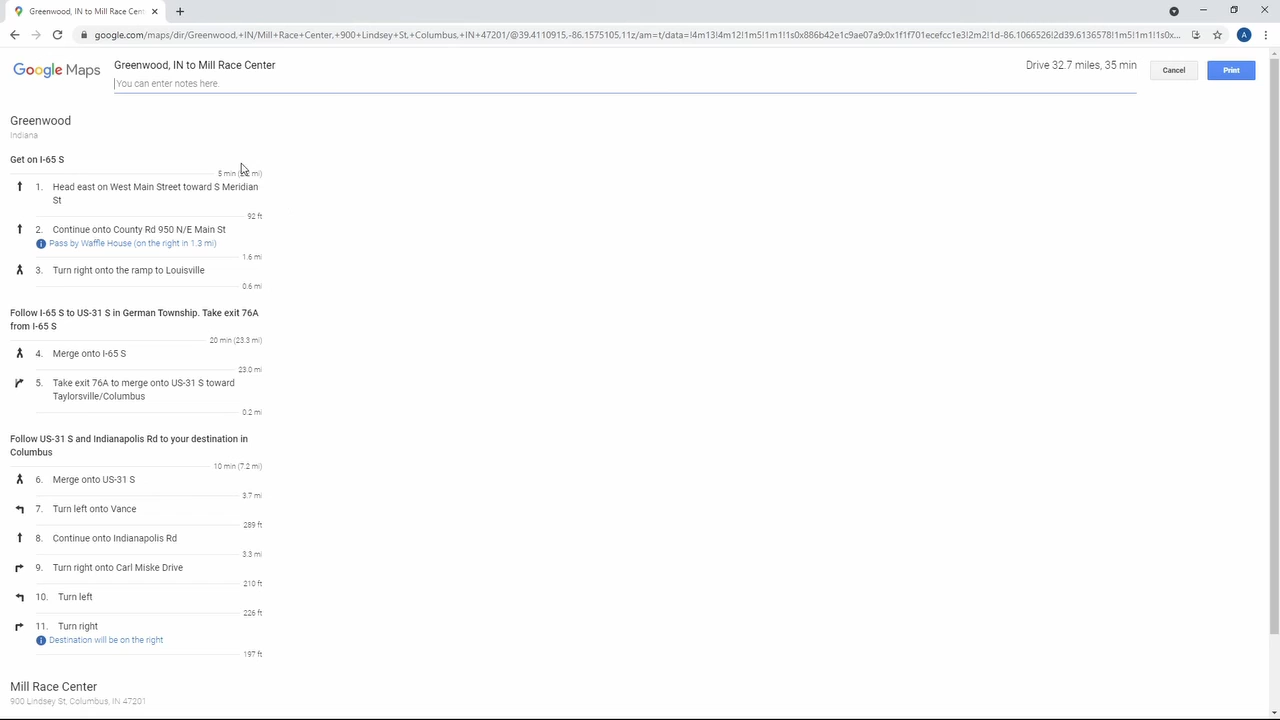 Greenwood, IN to Mill Race Cente
google.com/maps/dir/Greenwood,+IN/Mill+Race+Center,+900+Lindsey+St,+Columbus,+IN+47201/@39.4110915,-86.1575105,11z/am=t/data=!4m13!4m12!1m5!1m1!1s0x886b42e1c9ae07a9:0x1f1f701ecefcc1e3!2m2!1d-86.1066526!2d39.6136578!1m5!1m1!1s0x...
A
Google Maps
Greenwood, IN to Mill Race Center
You can enter notes here.
Drive 32.7 miles, 35 min
Cancel
Print
Greenwood
Indiana
Get on I-65 S
5 min
1. Head east on West Main Street toward S Meridian
St
92 ft
2. Continue onto County Rd 950 N/E Main St
Pass by Waffle House (on the right in 1.3 mi)
1.6 mi
3. Turn right onto the ramp to Louisville
0.6 mi
Follow I-65 S to US-31 S in German Township. Take exit 76A
from I-65 S
20 min (23.3 mi)
4. Merge onto I-65 S
23.0 mi
5. Take exit 76A to merge onto US-31 S toward
Taylorsville/Columbus
0.2 mi
Follow US-31 S and Indianapolis Rd to your destination in
Columbus
10 min (7.2 mi)
6. Merge onto US-31 S
3.7 mi
7. Turn left onto Vance
289 ft
8. Continue onto Indianapolis Rd
3.3 mi
9. Turn right onto Carl Miske Drive
210 ft
10. Turn left
226 ft
11. Turn right
Destination will be on the right
197 ft
Mill Race Center
900 Lindsey St, Columbus, IN 47201